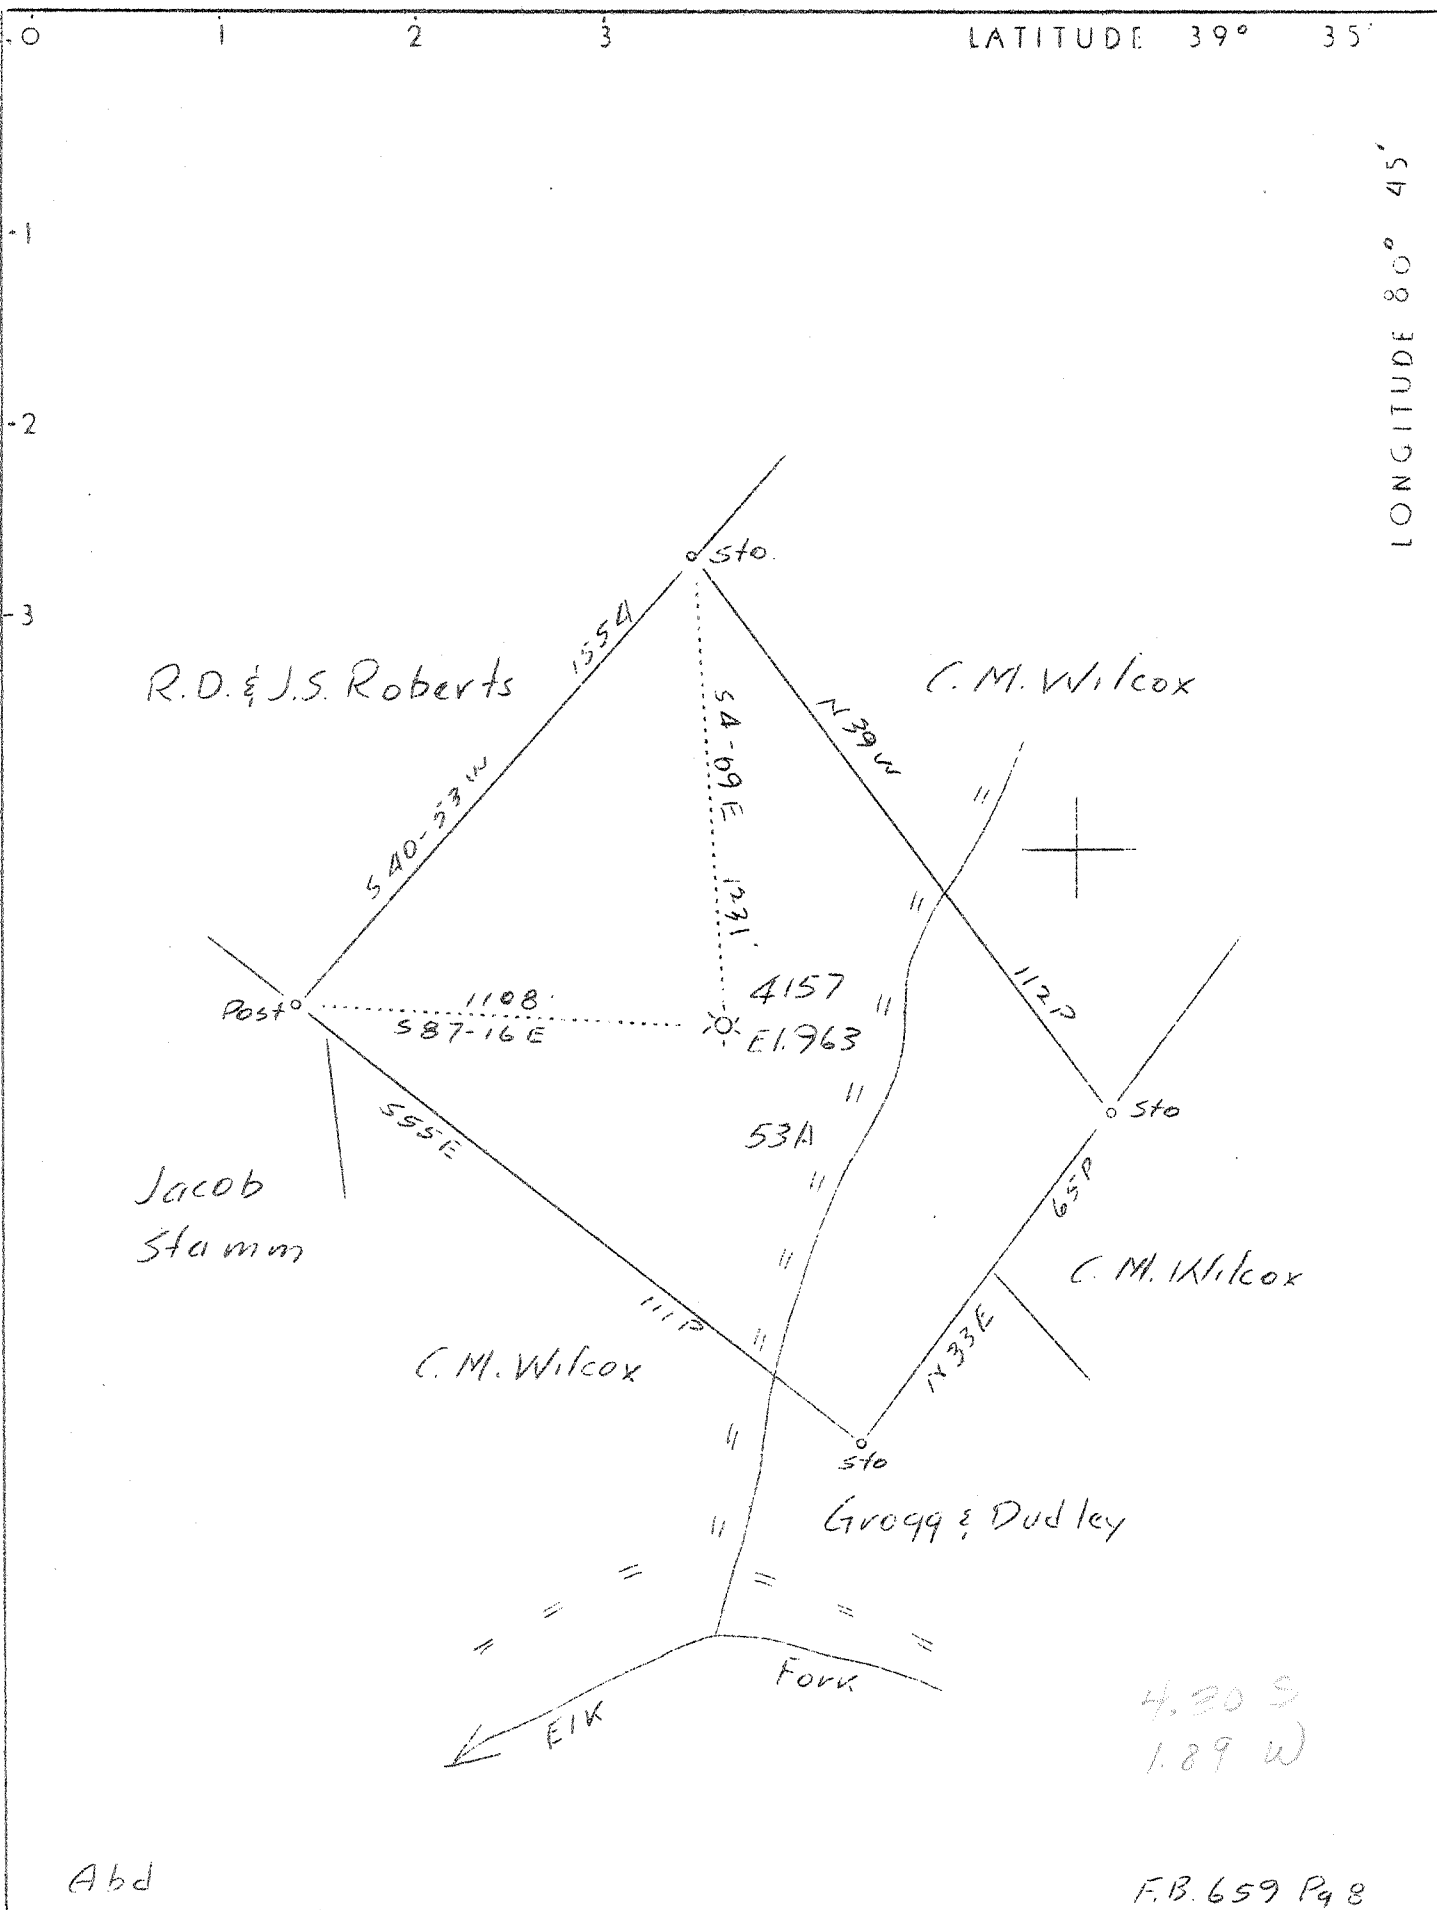 0 1 2 3 LATITUDE 39° 35'
LONGITUDE 80° 45'
-1
-2
-3
Sto.
155A
R.D. & J.S. Roberts
C.M. Wilcox
S4-09E
N39W
S40-53W
1231'
4157
El. 963
112P
Post
1108'
S87-16E
Sto
S55E
53A
65P
Jacob
Stamm
C.M. Wilcox
111P
N33E
C.M. Wilcox
Sto
Grogg & Dudley
Fork
Elk
4.30 S
1.89 W
Abd
F.B. 659 Pg 8